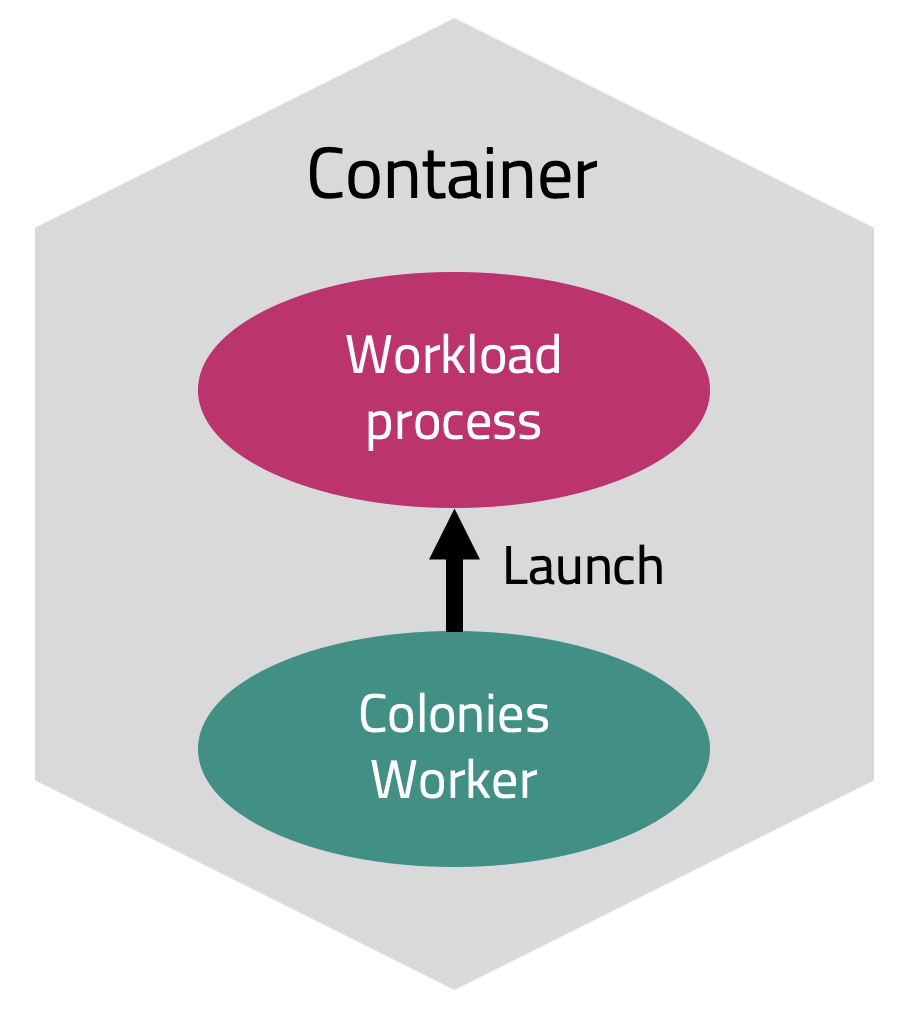 Container
Workload
process
Launch
Colonies
Worker